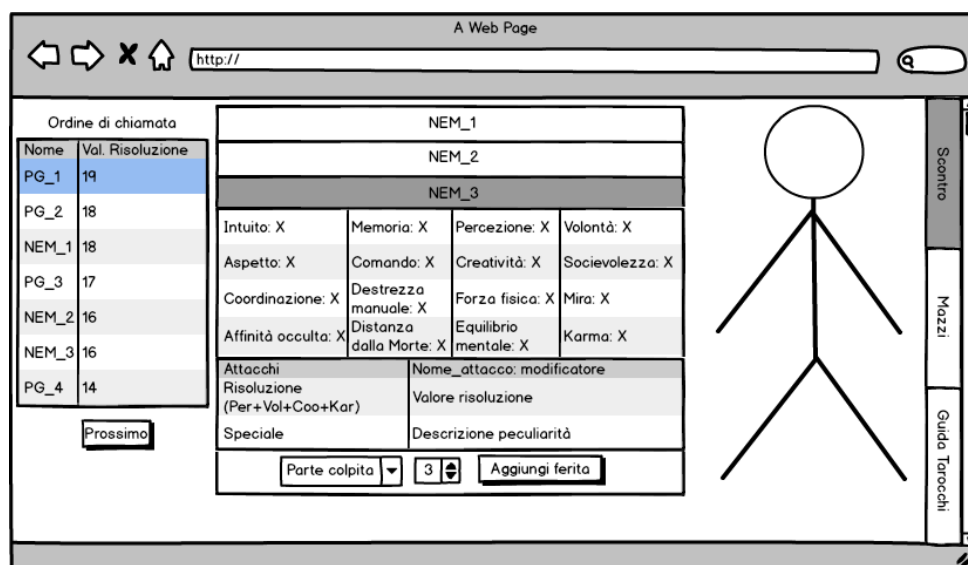 A Web Page
http://
Ordine di chiamata
Nome Val. Risoluzione
PG_1 19
PG_2 18
NEM_1 18
PG_3 17
NEM_2 16
NEM_3 16
PG_4 14
Prossimo
NEM_1
NEM_2
NEM_3
Intuito: X Memoria: X Percezione: X Volontà: X
Aspetto: X Comando: X Creatività: X Socievolezza: X
Coordinazione: X Destrezza manuale: X Forza fisica: X Mira: X
Affinità occulta: X Distanza dalla Morte: X Equilibrio mentale: X Karma: X
Attacchi Nome_attacco: modificatore
Risoluzione
(Per+Vol+Coo+Kar) Valore risoluzione
Speciale Descrizione peculiarità
Parte colpita 3 Aggiungi ferita
Scontro
Mazzi
Guida Tarocchi